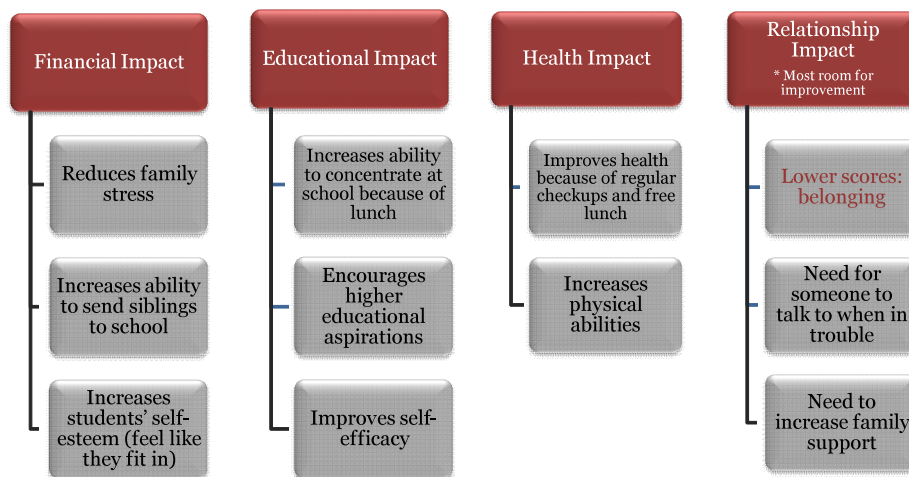 Financial Impact
Reduces family
stress
Increases ability
to send siblings
to school
Increases
students' self-
esteem (feel like
they fit in)
Educational Impact
Increases ability
to concentrate at
school because of
lunch
Encourages
higher
educational
aspirations
Improves self-
efficacy
Health Impact
Improves health
because of regular
checkups and free
lunch
Increases
physical
abilities
Relationship
Impact
* Most room for
improvement
Lower scores:
belonging
Need for
someone to
talk to when in
trouble
Need to
increase family
support